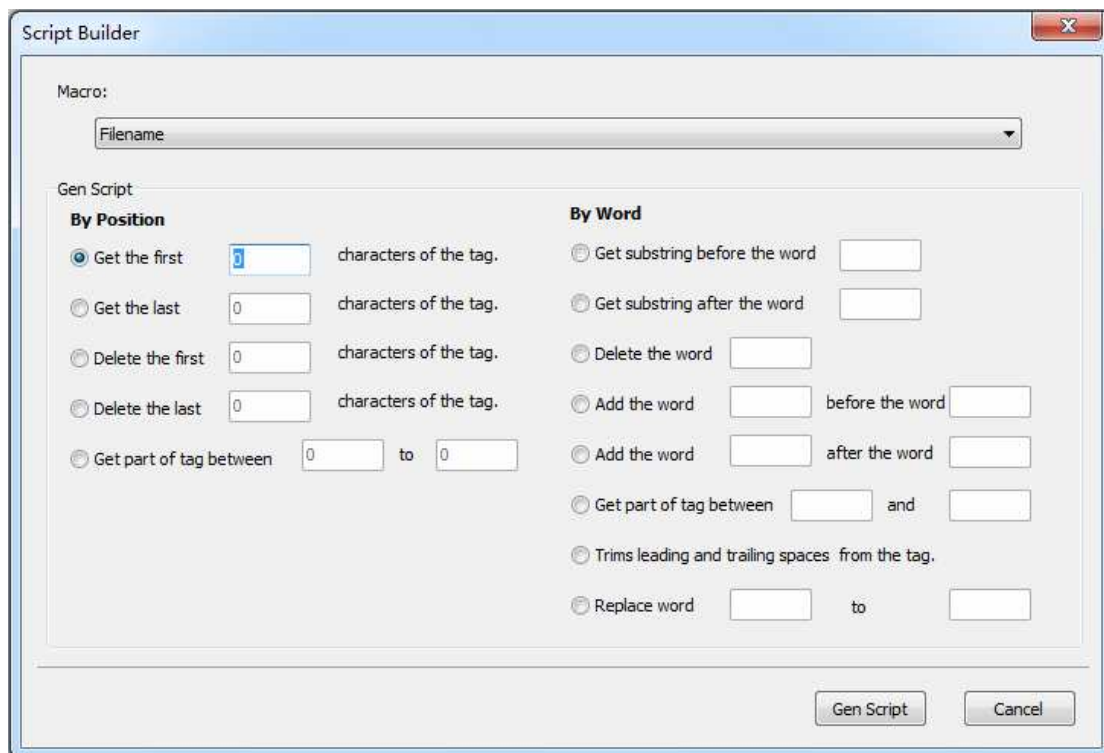 Script Builder
Macro:
Filename
Gen Script
By Position
Get the first 0 characters of the tag.
Get the last 0 characters of the tag.
Delete the first 0 characters of the tag.
Delete the last 0 characters of the tag.
Get part of tag between 0 to 0
By Word
Get substring before the word
Get substring after the word
Delete the word
Add the word before the word
Add the word after the word
Get part of tag between and
Trims leading and trailing spaces from the tag.
Replace word to
Gen Script Cancel